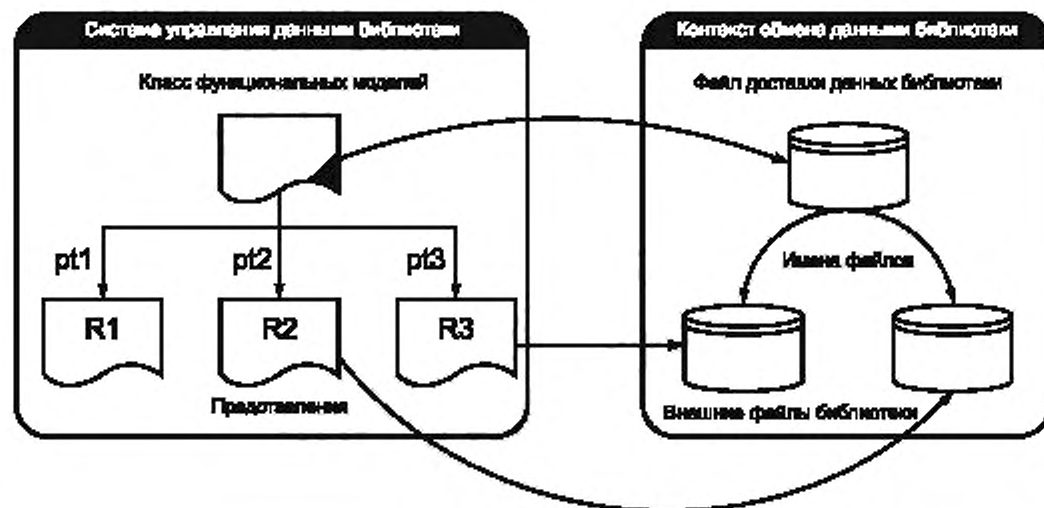 Система управления данными библиотеки
Класс функциональных моделей
pt1
pt2
pt3
R1
R2
R3
Представления
Контекст обмена данными библиотеки
Файл доставки данных библиотеки
Имена файлов
Внешние файлы библиотеки